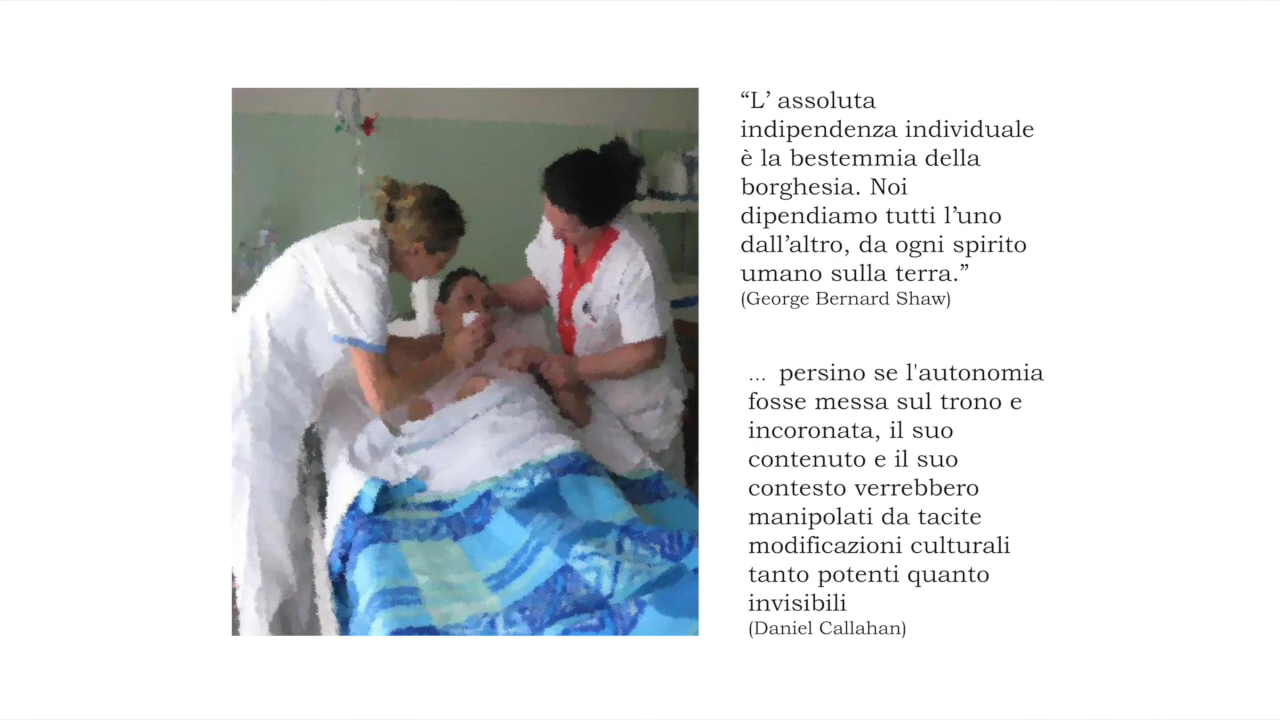 “L’ assoluta
indipendenza individuale
è la bestemmia della
borghesia. Noi
dipendiamo tutti l’uno
dall’altro, da ogni spirito
umano sulla terra.”
(George Bernard Shaw)
... persino se l'autonomia
fosse messa sul trono e
incoronata, il suo
contenuto e il suo
contesto verrebbero
manipolati da tacite
modificazioni culturali
tanto potenti quanto
invisibili
(Daniel Callahan)